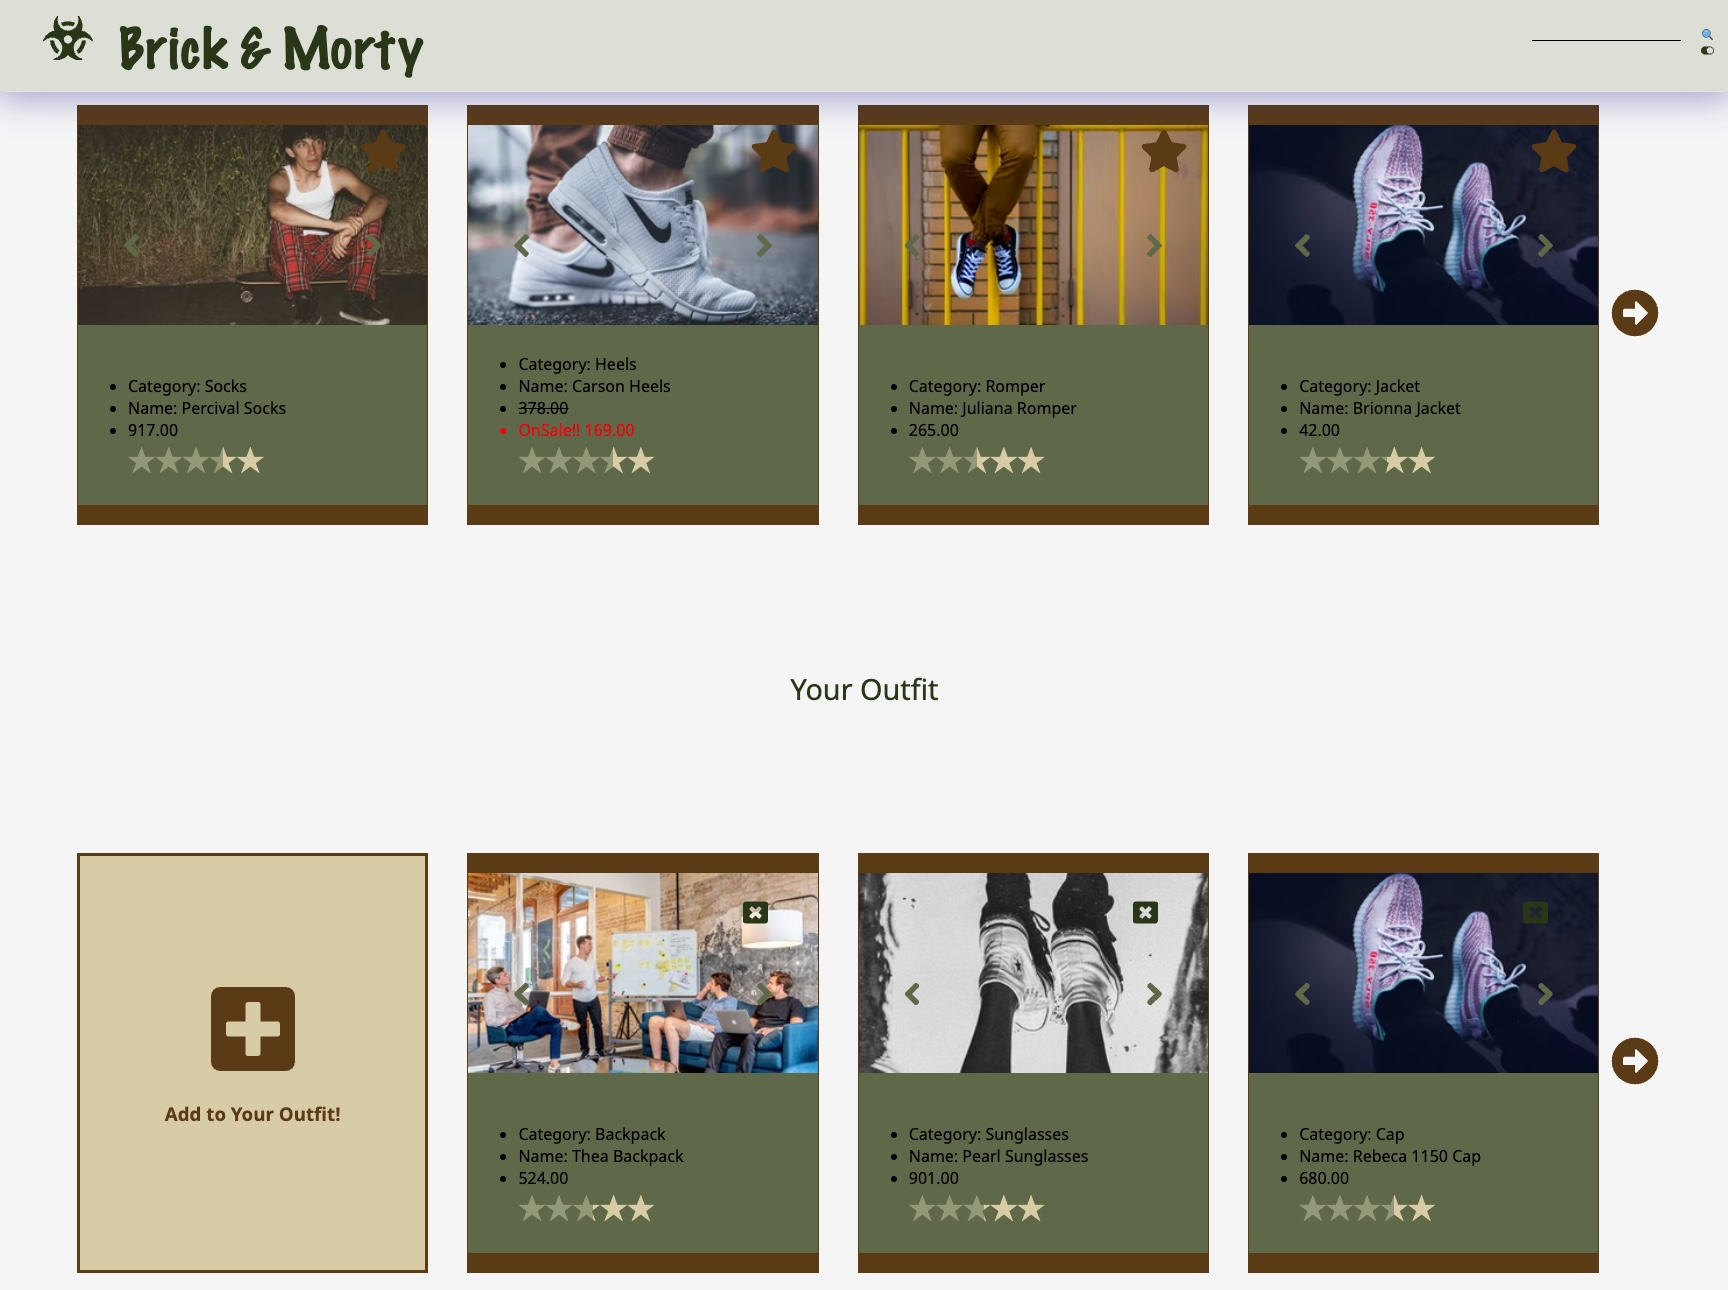 Brick & Morty
Category: Socks
Name: Percival Socks
917.00
Category: Heels
Name: Carson Heels
378.00
OnSale!! 169.00
Category: Romper
Name: Juliana Romper
265.00
Category: Jacket
Name: Brionna Jacket
42.00
Your Outfit
Add to Your Outfit!
Category: Backpack
Name: Thea Backpack
524.00
Category: Sunglasses
Name: Pearl Sunglasses
901.00
Category: Cap
Name: Rebeca 1150 Cap
680.00